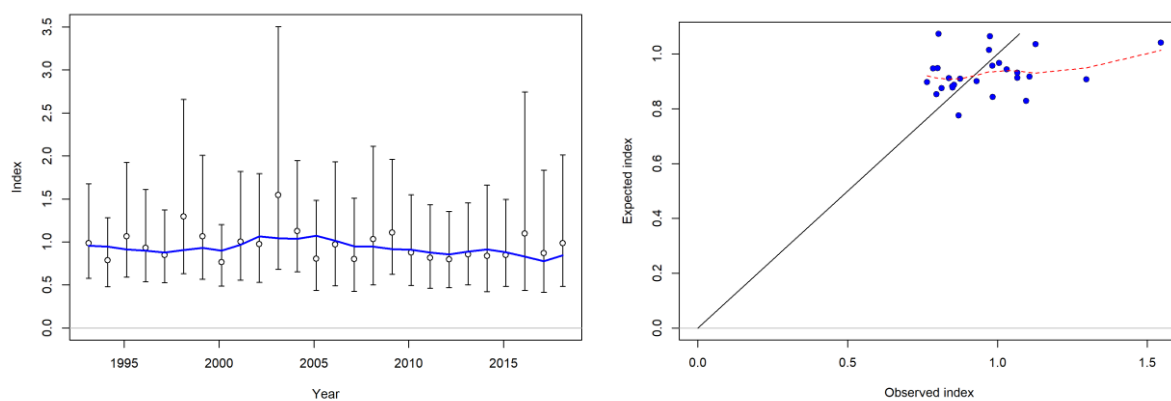 Index
0.0 0.5 1.0 1.5 2.0 2.5 3.0 3.5
1995 2000 2005 2010 2015
Year
Expected index
0.0 0.2 0.4 0.6 0.8 1.0
0.0 0.5 1.0 1.5
Observed index